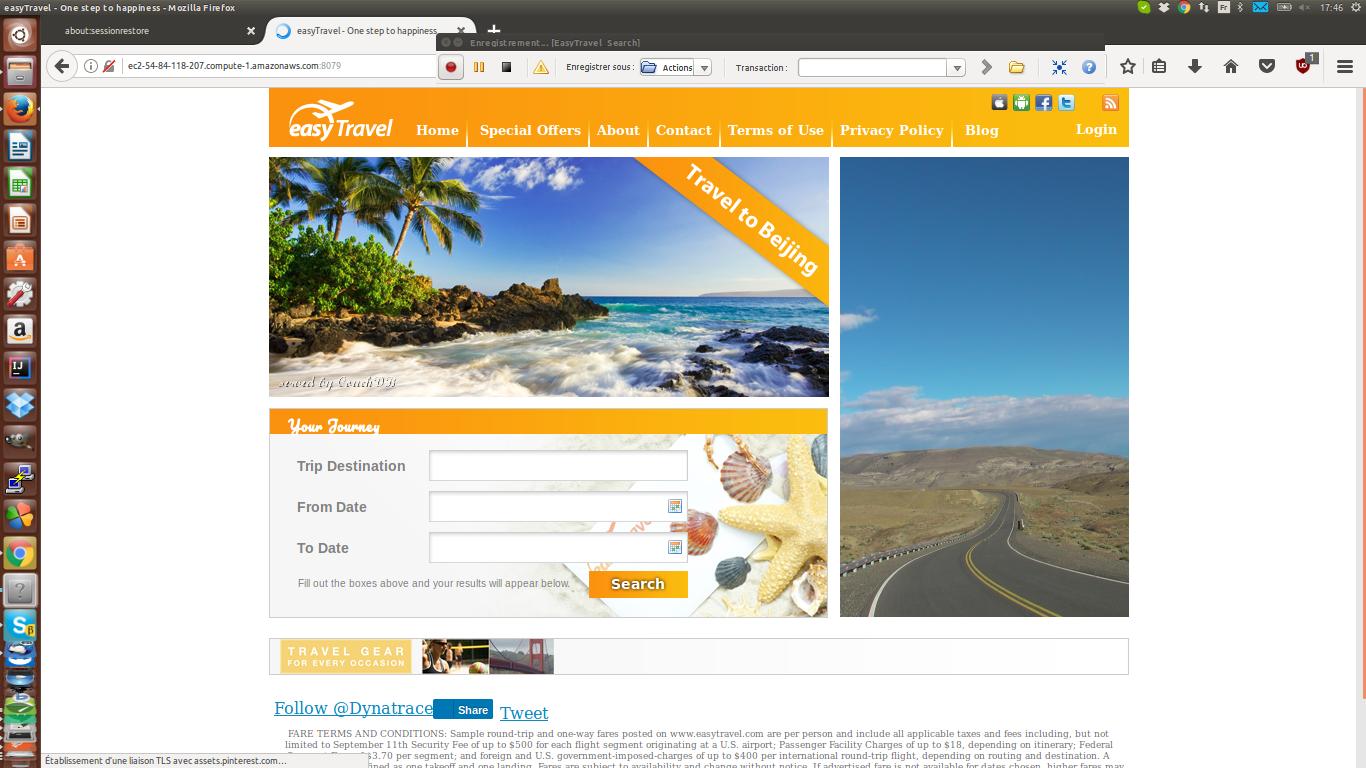 easyTravel - One step to happiness - Mozilla Firefox
Fr
17:46
about:sessionrestore
easyTravel - One step to happiness
Enregistrement... [EasyTravel Search]
ec2-54-84-118-207.compute-1.amazonaws.com:8079
Enregistrer sous :
Actions
Transaction :
1
easyTravel
Home
Special Offers
About
Contact
Terms of Use
Privacy Policy
Blog
Login
Travel to Beijing
served by CouchDB
Your Journey
Trip Destination
From Date
To Date
Fill out the boxes above and your results will appear below.
Search
TRAVEL GEAR
FOR EVERY OCCASION
Follow @Dynatrace
Share
Tweet
FARE TERMS AND CONDITIONS: Sample round-trip and one-way fares posted on www.easytravel.com are per person and include all applicable taxes and fees including, but not
limited to September 11th Security Fee of up to $500 for each flight segment originating at a U.S. airport; Passenger Facility Charges of up to $18, depending on itinerary; Federal
$3.70 per segment; and foreign and U.S. government-imposed-charges of up to $400 per international round-trip flight, depending on routing and destination. A
defined as one takeoff and one landing. Fares are subject to availability and change without notice. If advertised fare is not available for dates chosen, higher fares may
Établissement d'une liaison TLS avec assets.pinterest.com...